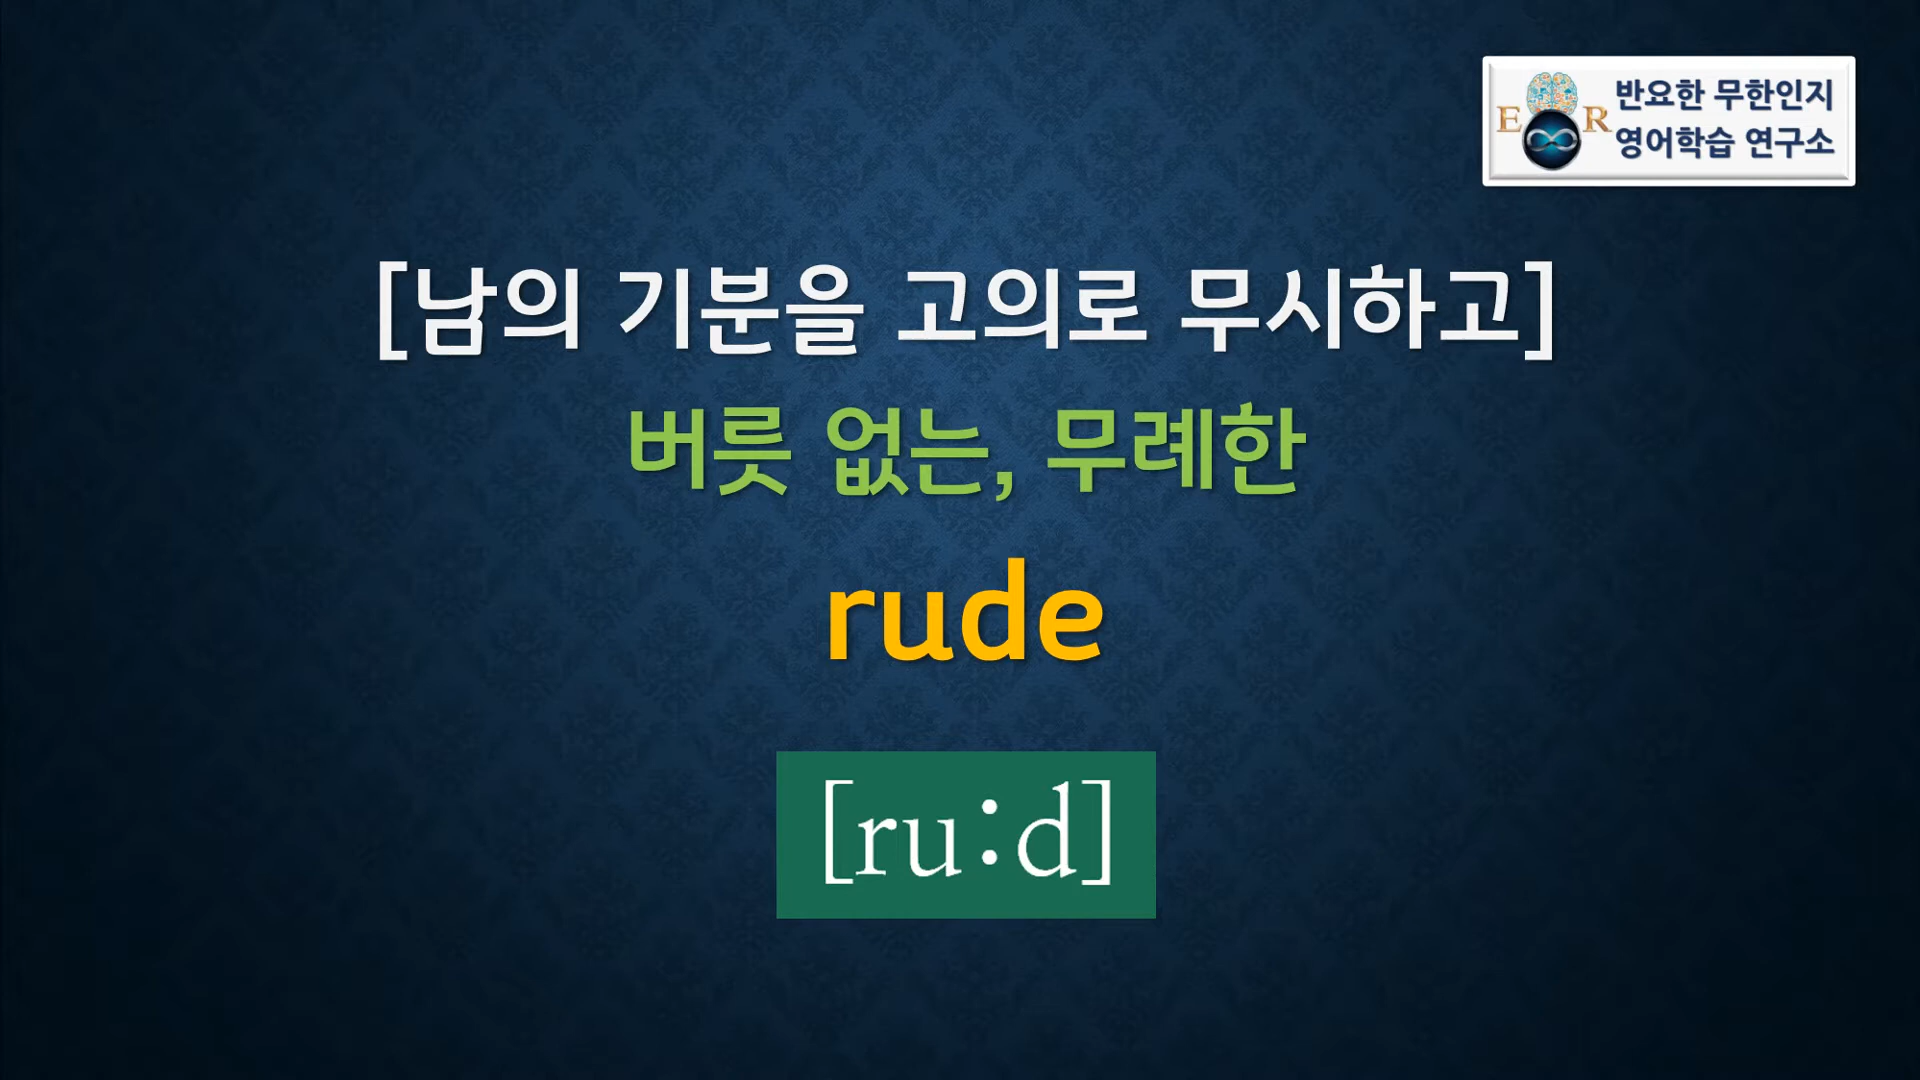 E R 반요한 무한인지
영어학습 연구소
[남의 기분을 고의로 무시하고]
버릇 없는, 무례한
rude
[ru:d]